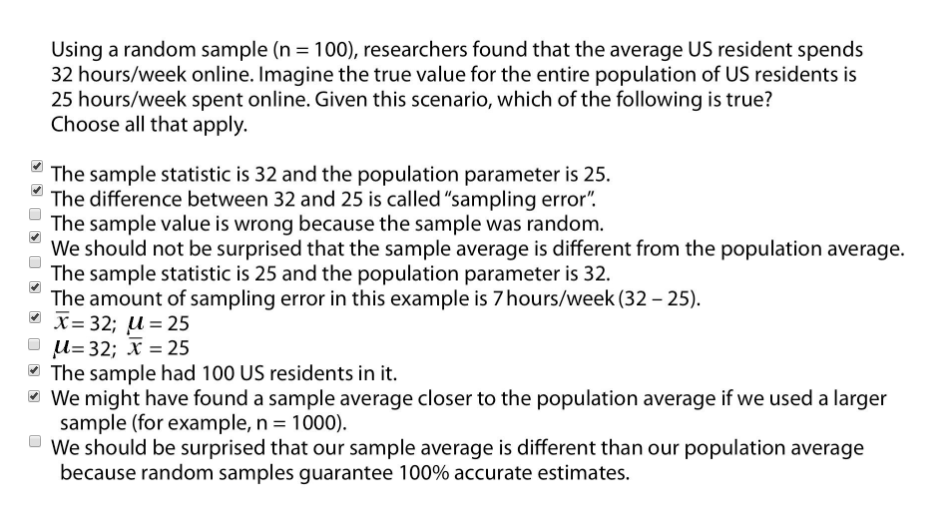 Using a random sample (n = 100), researchers found that the average US resident spends
32 hours/week online. Imagine the true value for the entire population of US residents is
25 hours/week spent online. Given this scenario, which of the following is true?
Choose all that apply.
The sample statistic is 32 and the population parameter is 25.
The difference between 32 and 25 is called “sampling error”.
The sample value is wrong because the sample was random.
We should not be surprised that the sample average is different from the population average.
The sample statistic is 25 and the population parameter is 32.
The amount of sampling error in this example is 7 hours/week (32 – 25).
x̅ = 32; μ = 25
μ = 32; x̅ = 25
The sample had 100 US residents in it.
We might have found a sample average closer to the population average if we used a larger
sample (for example, n = 1000).
We should be surprised that our sample average is different than our population average
because random samples guarantee 100% accurate estimates.